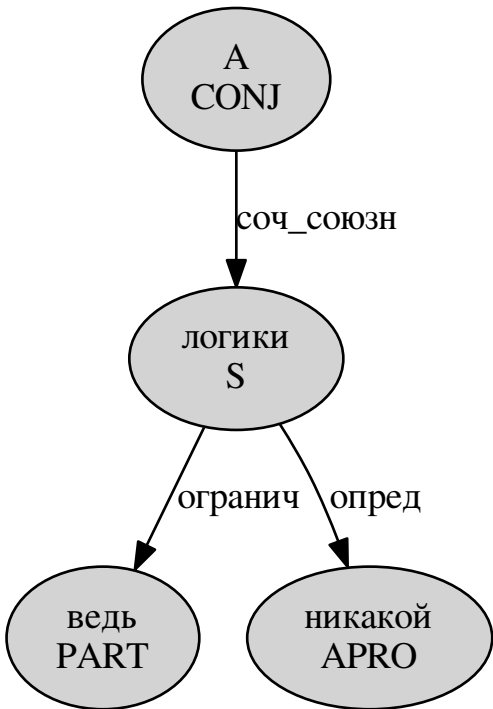 А
CONJ
соч_союзн
логики
S
огранич
опред
ведь
PART
никакой
APRO